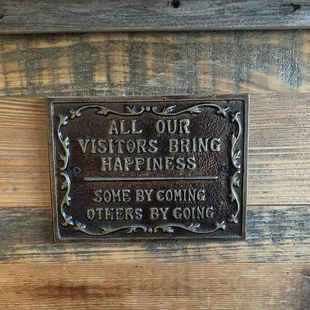 ALL OUR
VISITORS BRING
HAPPINESS
SOME BY COMING
OTHERS BY GOING